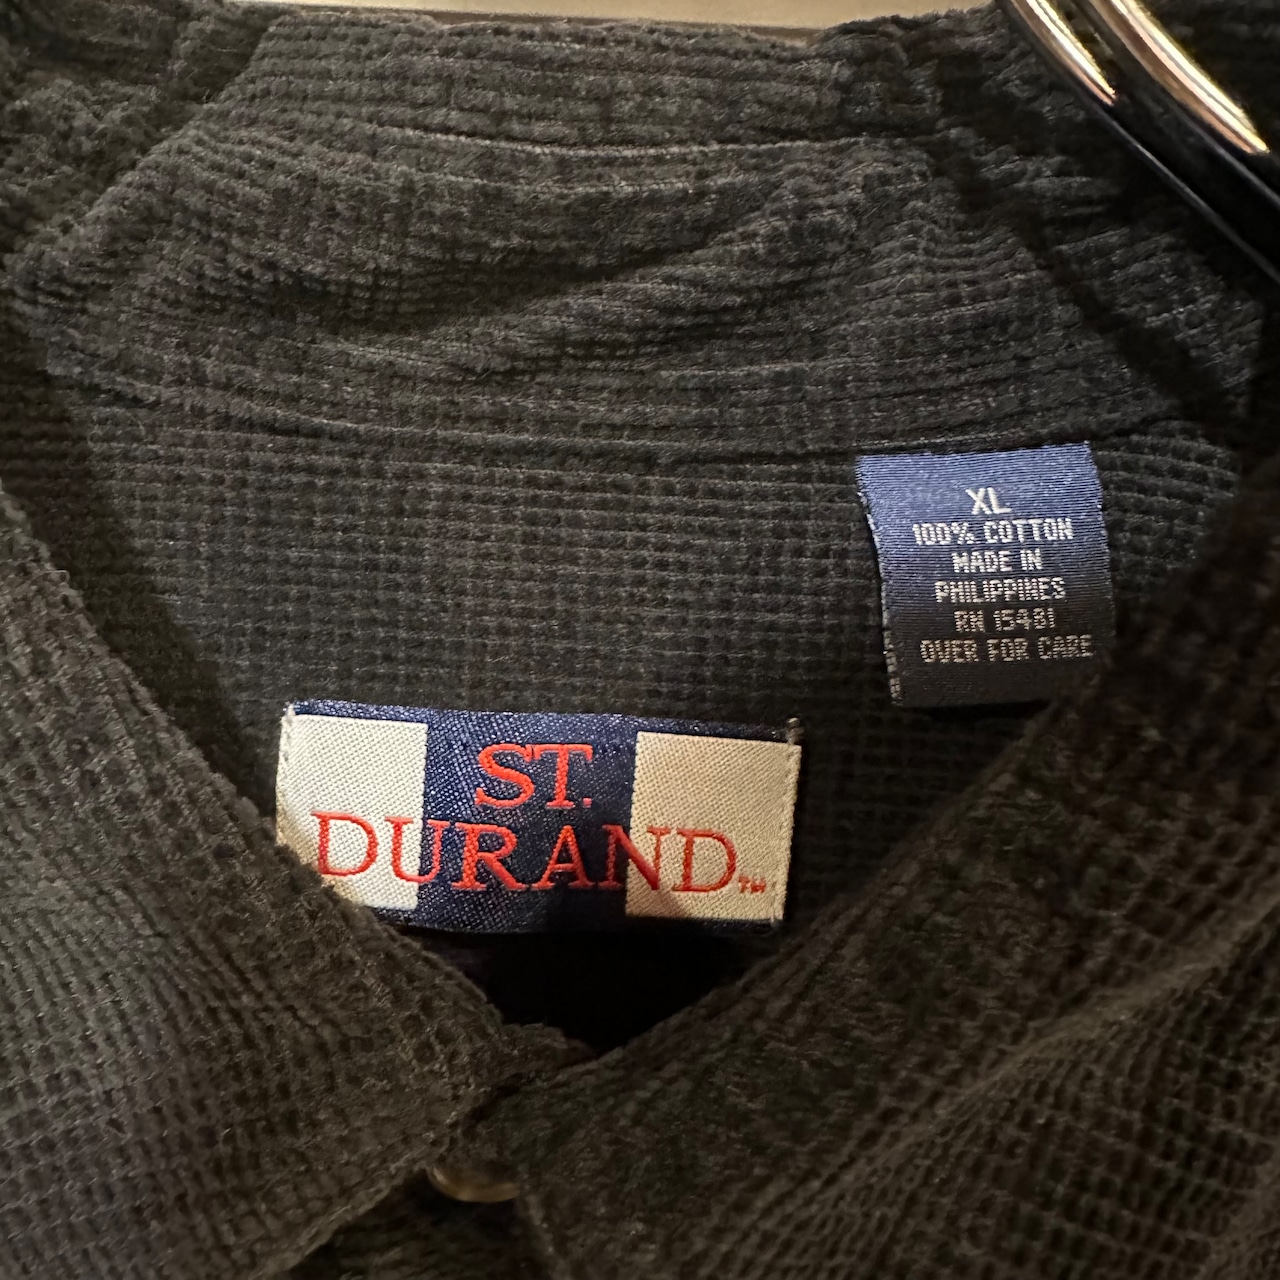 XL
100% COTTON
MADE IN
PHILIPPINES
RN 15481
OVER FOR CARE
ST.
DURAND™